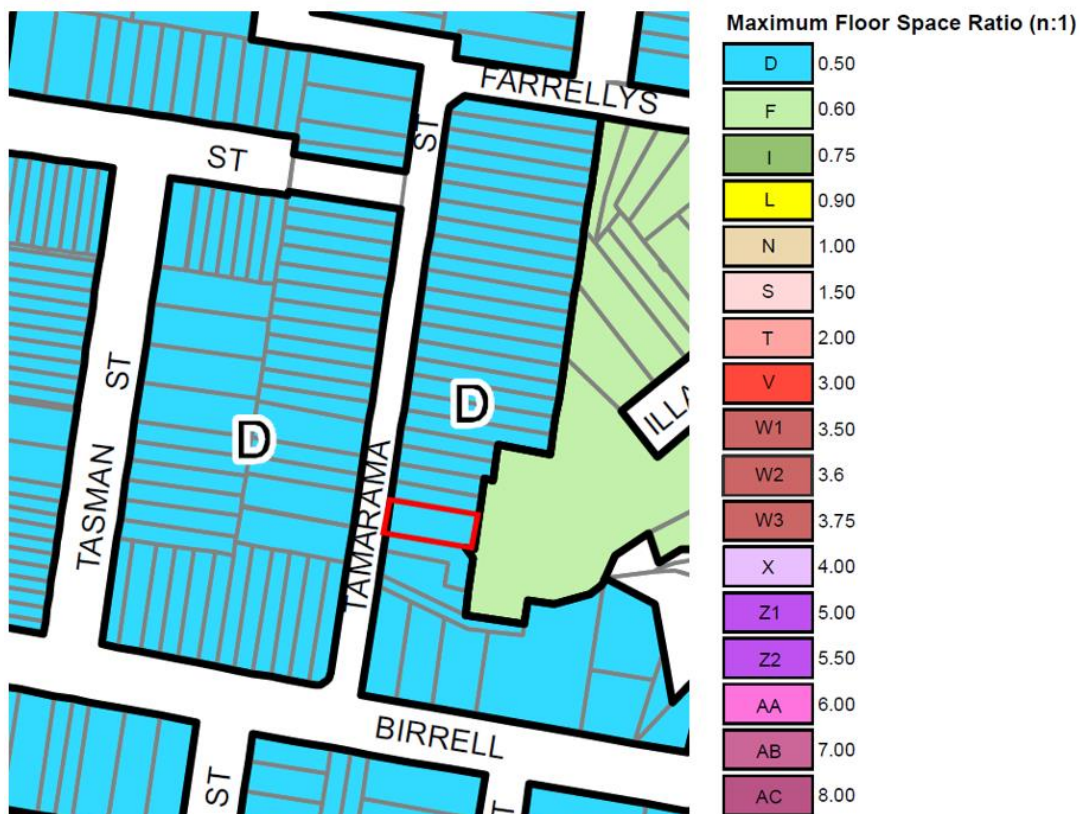 FARRELLYS
ST
ST
ST
D
D
TASMAN
TAMARAMA
ILLA
BIRRELL
ST
ST
Maximum Floor Space Ratio (n:1)
D 0.50
F 0.60
I 0.75
L 0.90
N 1.00
S 1.50
T 2.00
V 3.00
W1 3.50
W2 3.6
W3 3.75
X 4.00
Z1 5.00
Z2 5.50
AA 6.00
AB 7.00
AC 8.00